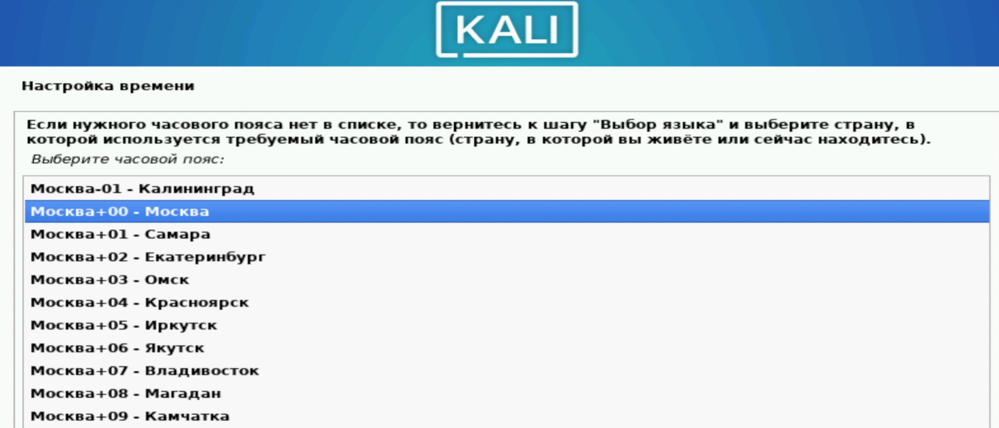 KALI
Настройка времени
Если нужного часового пояса нет в списке, то вернитесь к шагу "Выбор языка" и выберите страну, в
которой используется требуемый часовой пояс (страну, в которой вы живёте или сейчас находитесь).
Выберите часовой пояс:
Москва-01 - Калининград
Москва+00 - Москва
Москва+01 - Самара
Москва+02 - Екатеринбург
Москва+03 - Омск
Москва+04 - Красноярск
Москва+05 - Иркутск
Москва+06 - Якутск
Москва+07 - Владивосток
Москва+08 - Магадан
Москва+09 - Камчатка